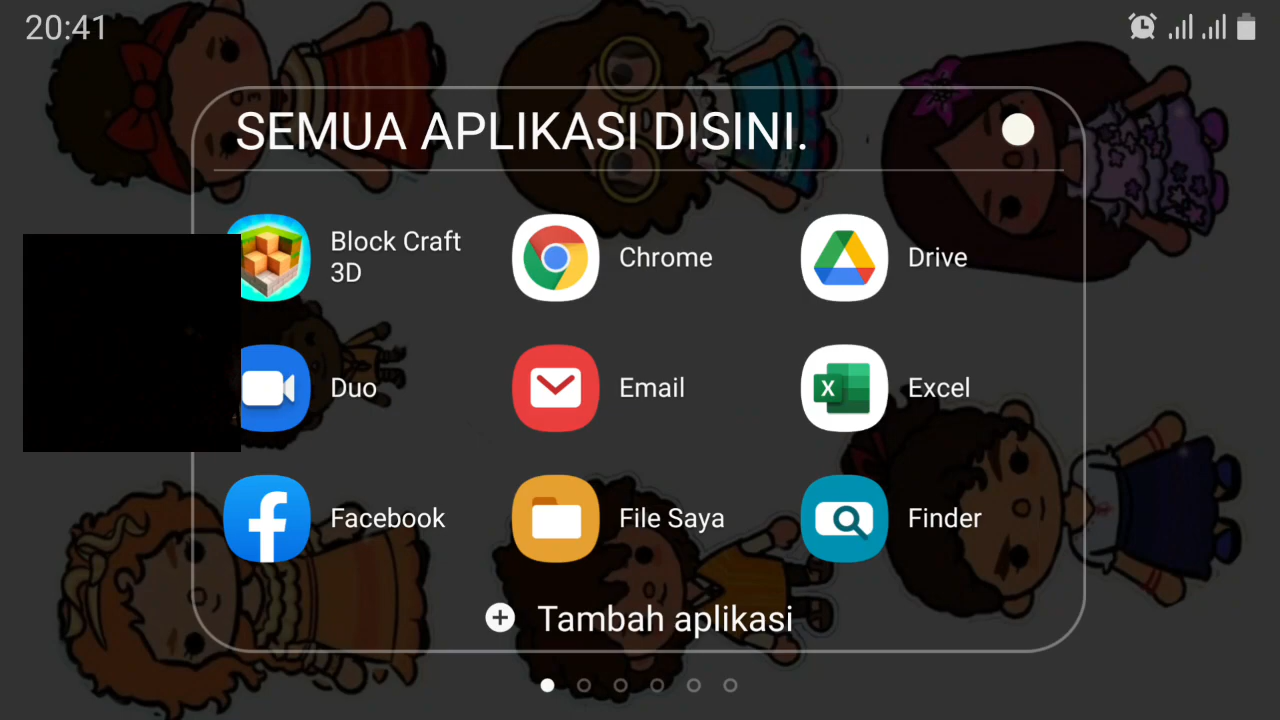 20:41
SEMUA APLIKASI DISINI.
Block Craft
3D
Chrome
Drive
Duo
Email
Excel
Facebook
File Saya
Finder
Tambah aplikasi